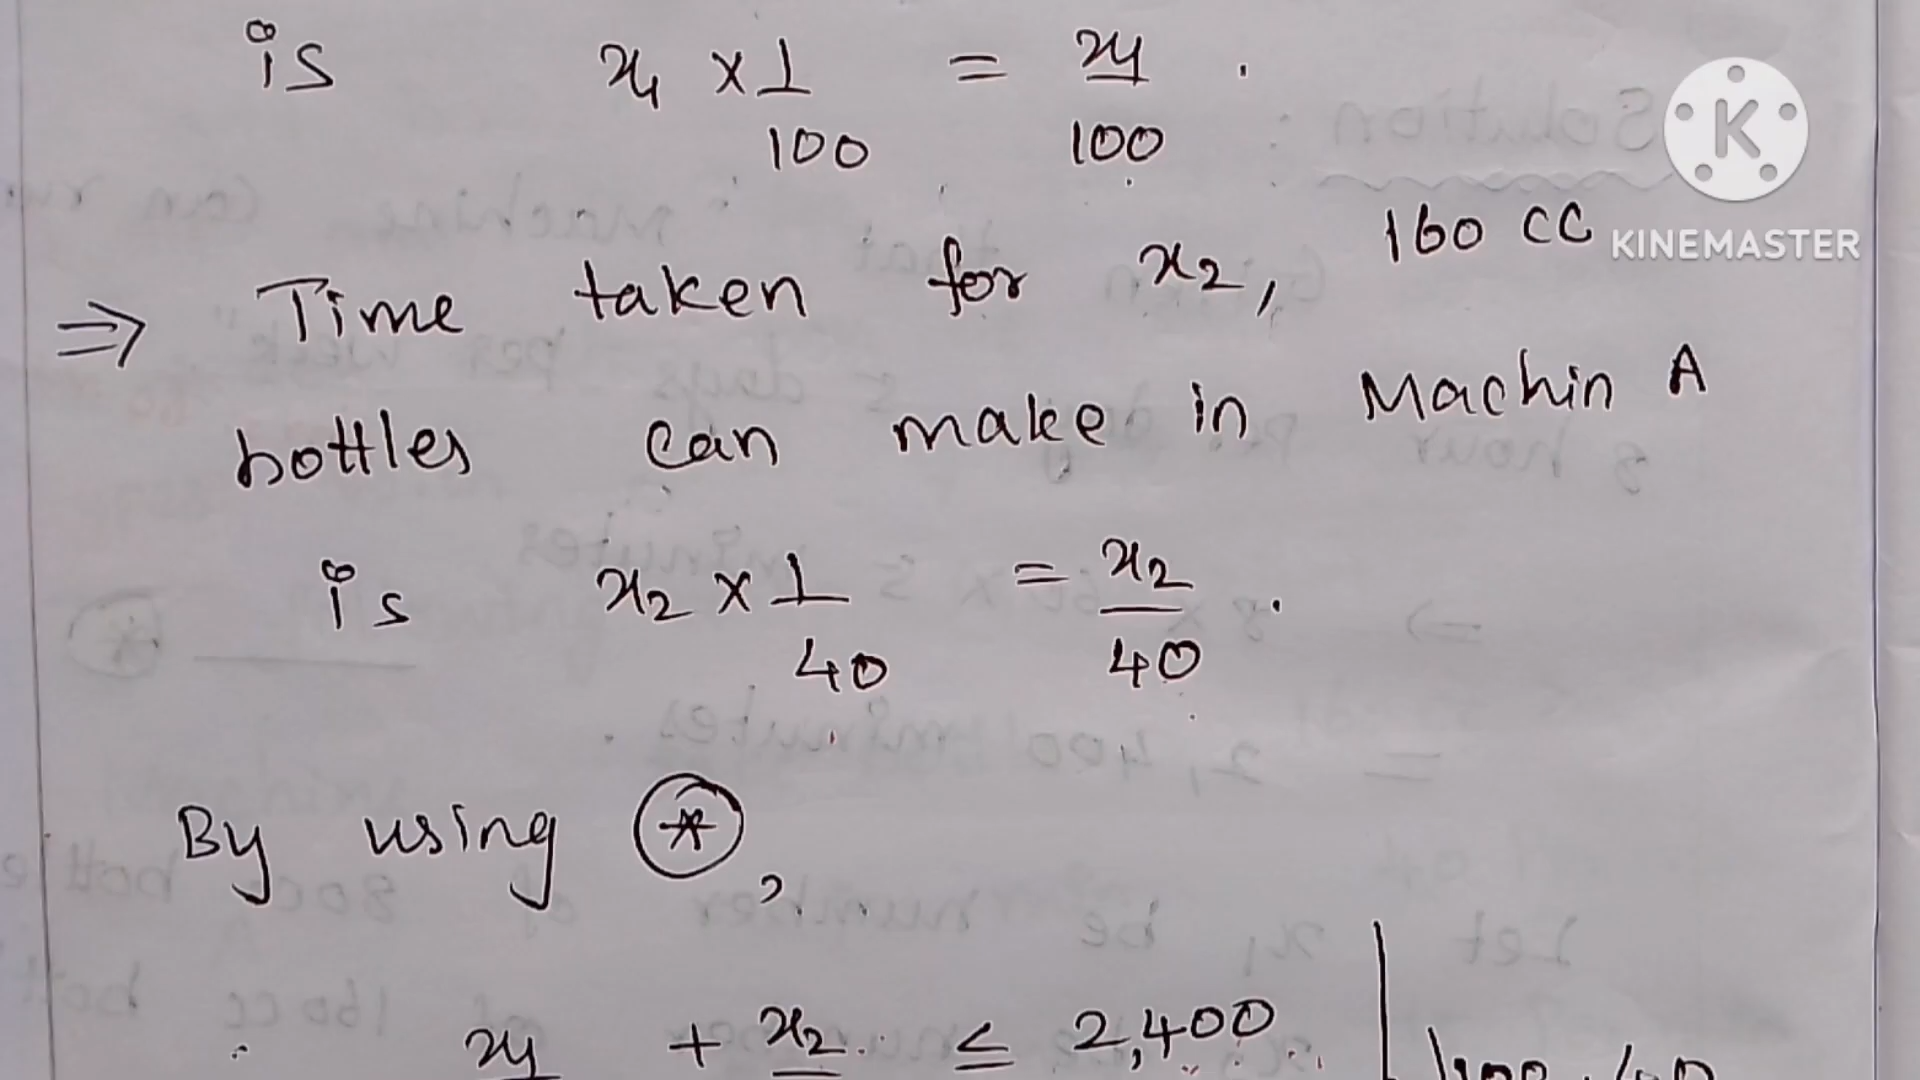 is x₁ × 1/100 = x₁/100 .
⇒ Time taken for x₂, 160 cc
bottles can make in Machin A
is x₂ × 1/40 = x₂/40 .
By using (*),
x₁ + x₂ ≤ 2,400
K
KINEMASTER